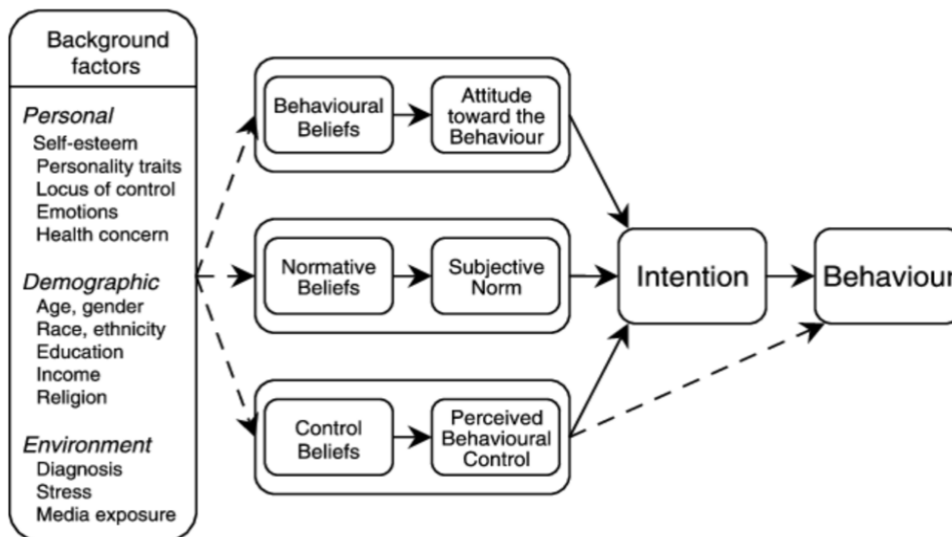 Background
factors
Personal
Self-esteem
Personality traits
Locus of control
Emotions
Health concern
Demographic
Age, gender
Race, ethnicity
Education
Income
Religion
Environment
Diagnosis
Stress
Media exposure
Behavioural
Beliefs
Attitude
toward the
Behaviour
Normative
Beliefs
Subjective
Norm
Control
Beliefs
Perceived
Behavioural
Control
Intention
Behaviour